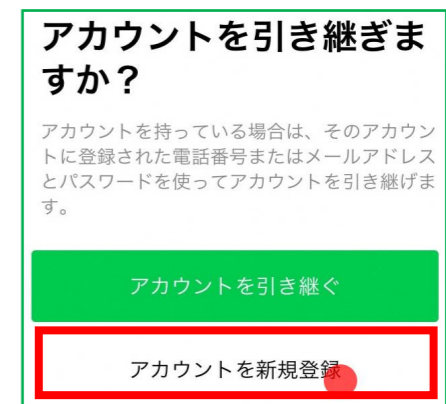 アカウントを引き継ぎま
すか？
アカウントを持っている場合は、そのアカウン
トに登録された電話番号またはメールアドレス
とパスワードを使ってアカウントを引き継げま
す。
アカウントを引き継ぐ
アカウントを新規登録